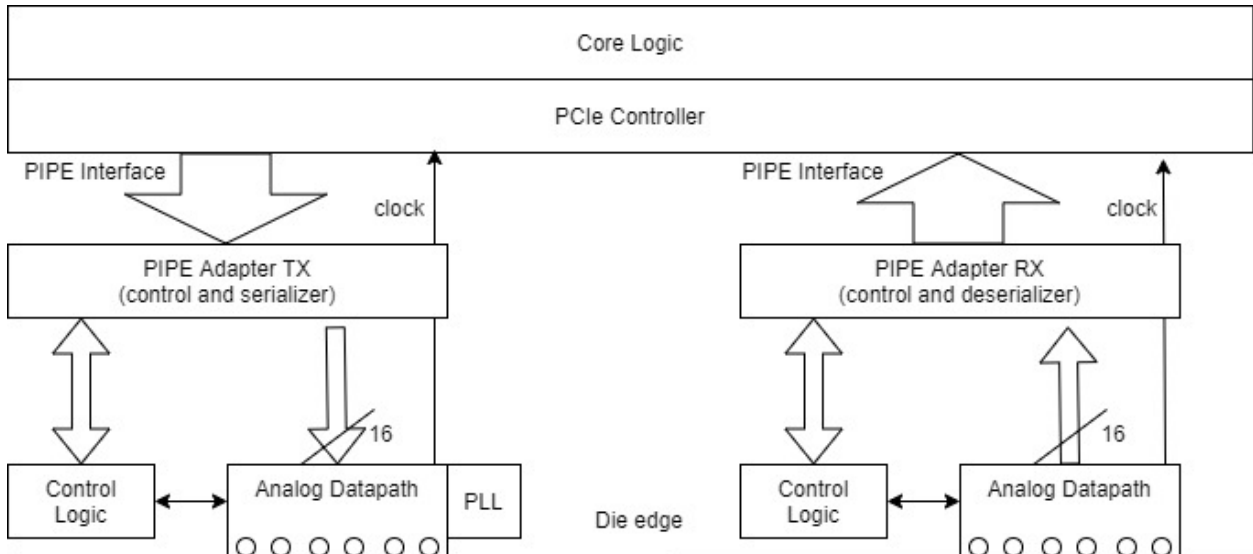 Core Logic
PCIe Controller
PIPE Interface
clock
PIPE Interface
clock
PIPE Adapter TX
(control and serializer)
PIPE Adapter RX
(control and deserializer)
16
16
Control
Logic
Analog Datapath
PLL
Die edge
Control
Logic
Analog Datapath